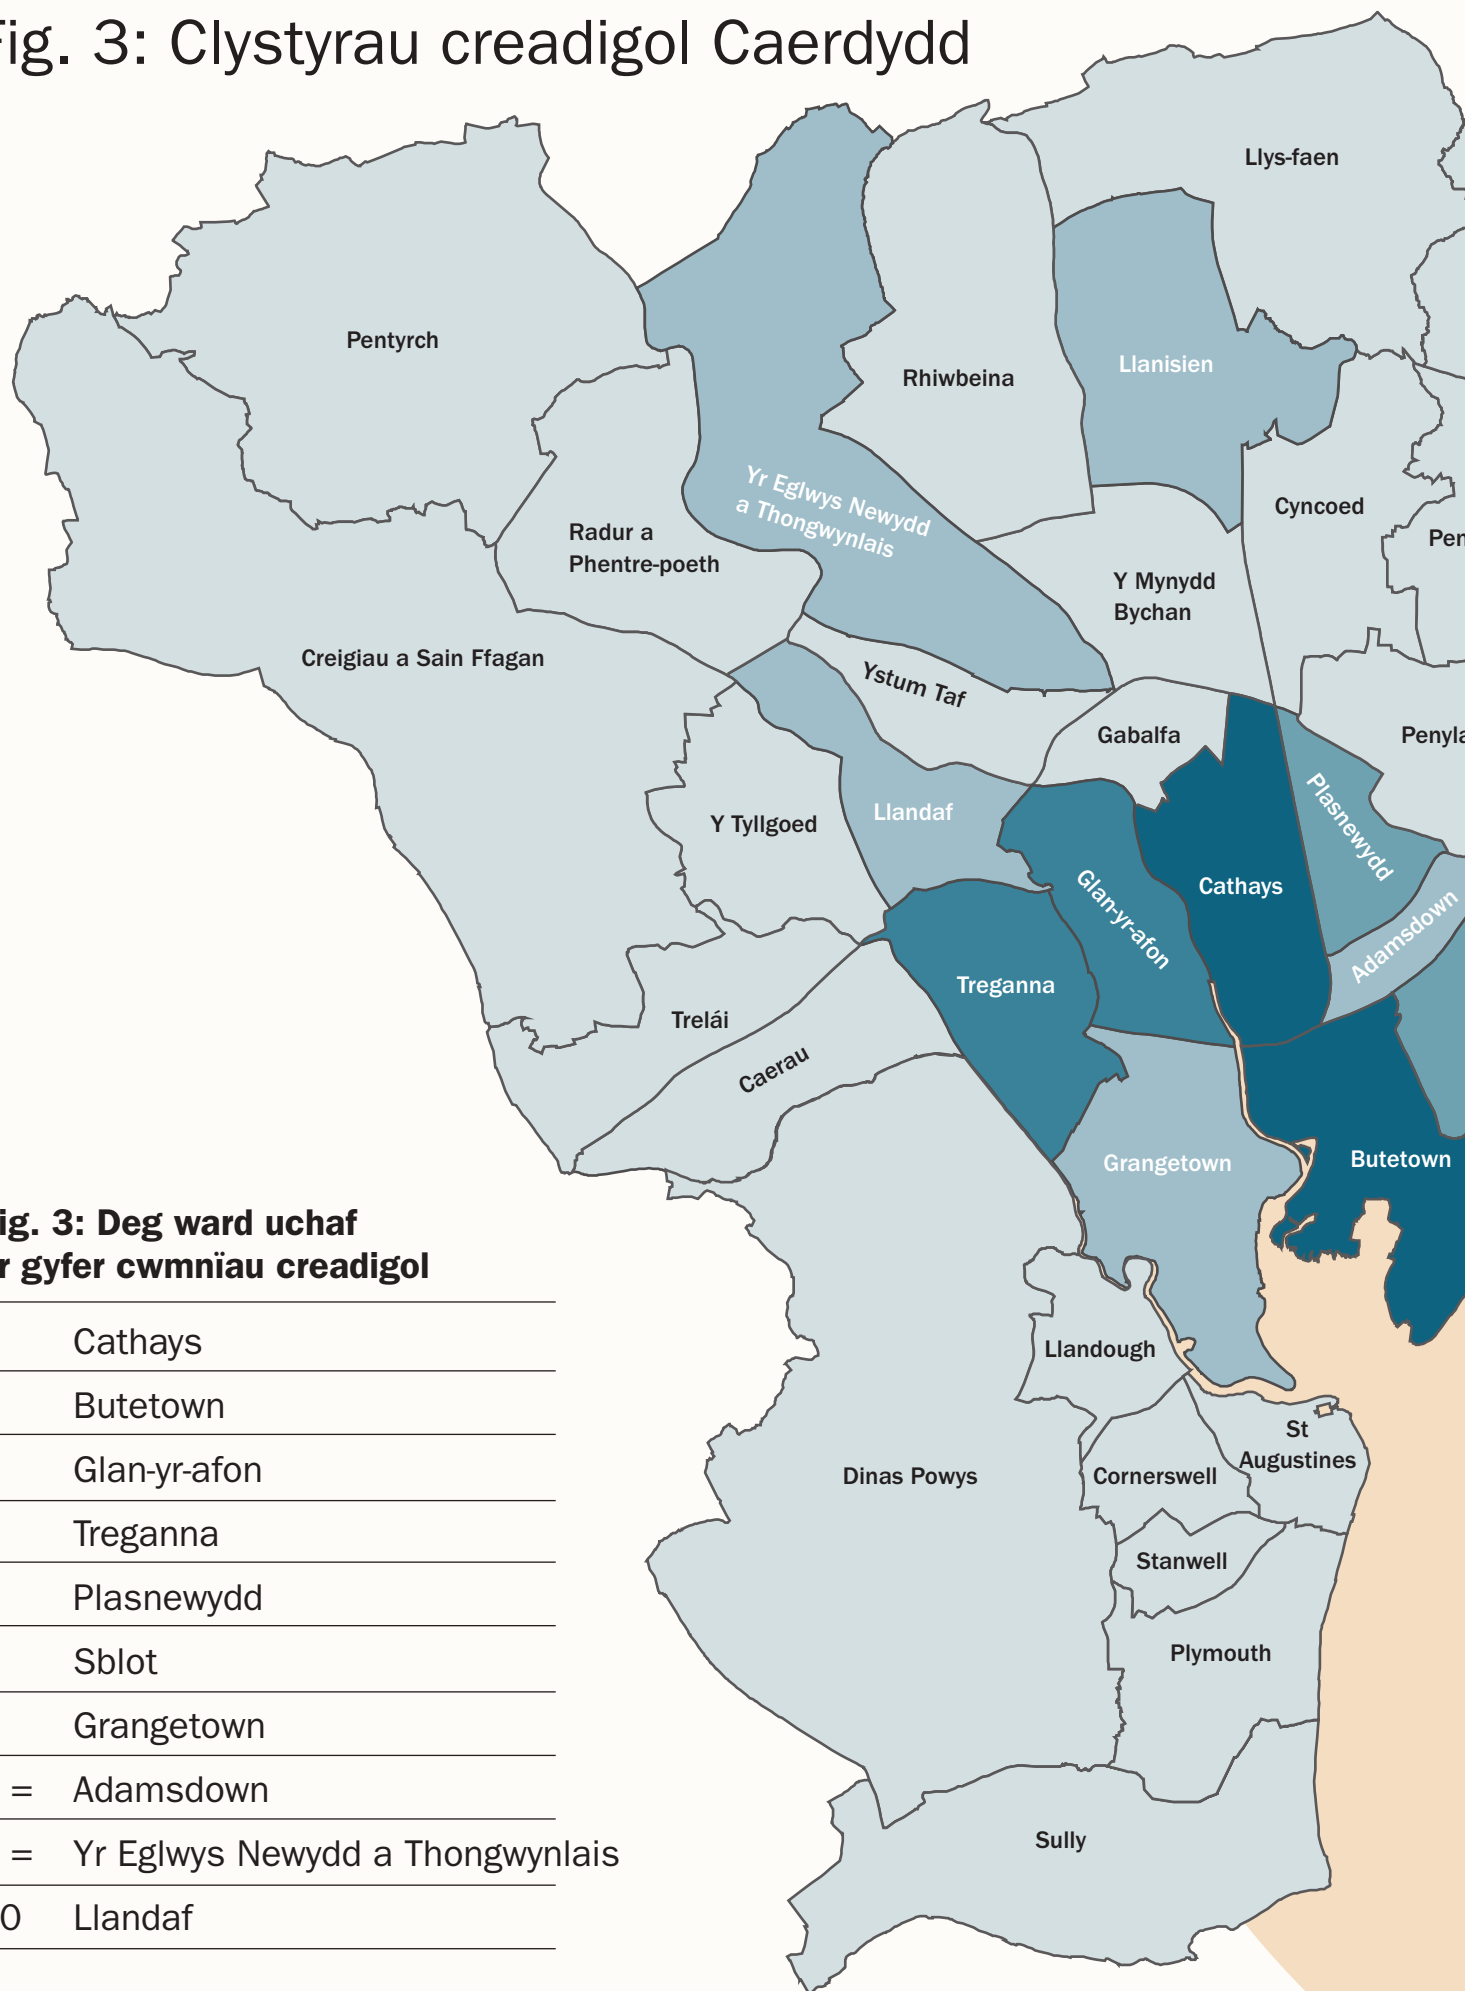 ig. 3: Clystyrau creadigol Caerdydd
Llys-faen
Pentyrch
Rhiwbeina
Llanisien
Yr Eglwys Newydd
a Thongwynlais
Cyncoed
Radur a
Phentre-poeth
Pen
Y Mynydd
Bychan
Creigiau a Sain Ffagan
Ystum Taf
Gabalfa
Penyla
Plasnewydd
Llandaf
Y Tyllgoed
Glan-yr-afon
Cathays
Adamsdown
Treganna
Trelái
Caerau
Butetown
Grangetown
Llandough
St
Augustines
Dinas Powys
Cornerswell
Stanwell
Plymouth
Sully
ig. 3: Deg ward uchaf
r gyfer cwmnïau creadigol
Cathays
Butetown
Glan-yr-afon
Treganna
Plasnewydd
Sblot
Grangetown
= Adamsdown
= Yr Eglwys Newydd a Thongwynlais
0 Llandaf